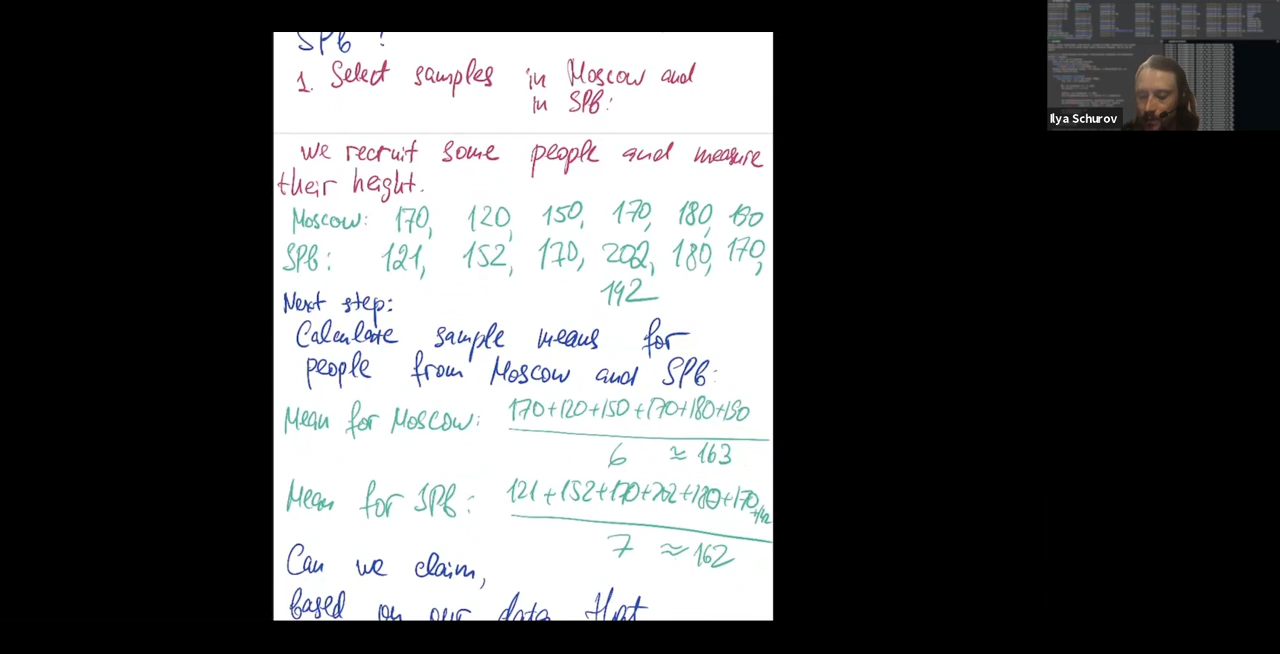 SPb?
1. Select samples in Moscow and
in SPb:
we recruit some people and measure
their height.
Moscow: 170, 120, 150, 170, 180, 190
SPb: 121, 152, 170, 202, 180, 170,
142
Next step:
Calculate sample means for
people from Moscow and SPb:
Mean for Moscow: 170+120+150+170+180+190
6 ≈ 163
Mean for SPb: 121+152+170+202+180+170
+142
7 ≈ 162
Can we claim,
based on our data that
Ilya Schurov